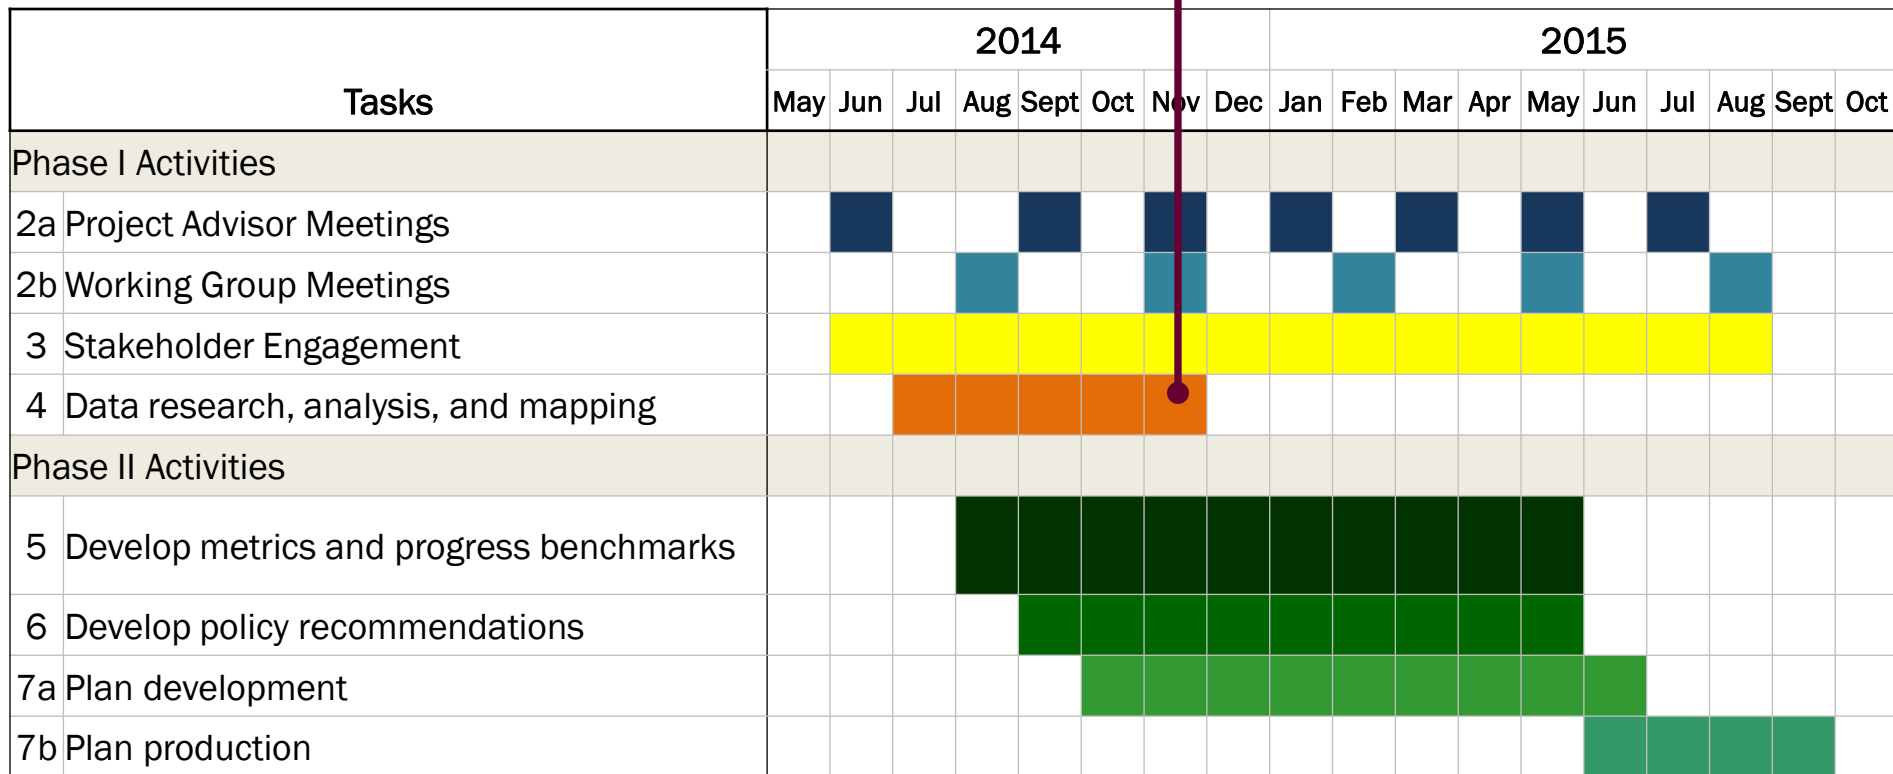 2014 2015
Tasks May Jun Jul Aug Sept Oct Nov Dec Jan Feb Mar Apr May Jun Jul Aug Sept Oct
Phase I Activities
2a Project Advisor Meetings
2b Working Group Meetings
3 Stakeholder Engagement
4 Data research, analysis, and mapping
Phase II Activities
5 Develop metrics and progress benchmarks
6 Develop policy recommendations
7a Plan development
7b Plan production